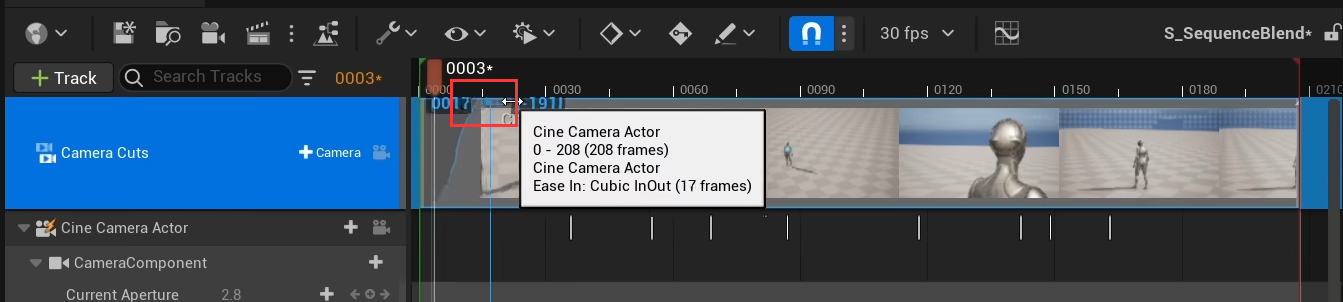 30 fps
S_SequenceBlend*
+ Track
Search Tracks
0003*
0003*
0000
0030
0060
0090
0120
0150
0180
0210
0017
191]
Camera Cuts
+ Camera
Cine Camera Actor
0 - 208 (208 frames)
Cine Camera Actor
Ease In: Cubic InOut (17 frames)
Cine Camera Actor
CameraComponent
Current Aperture
2.8